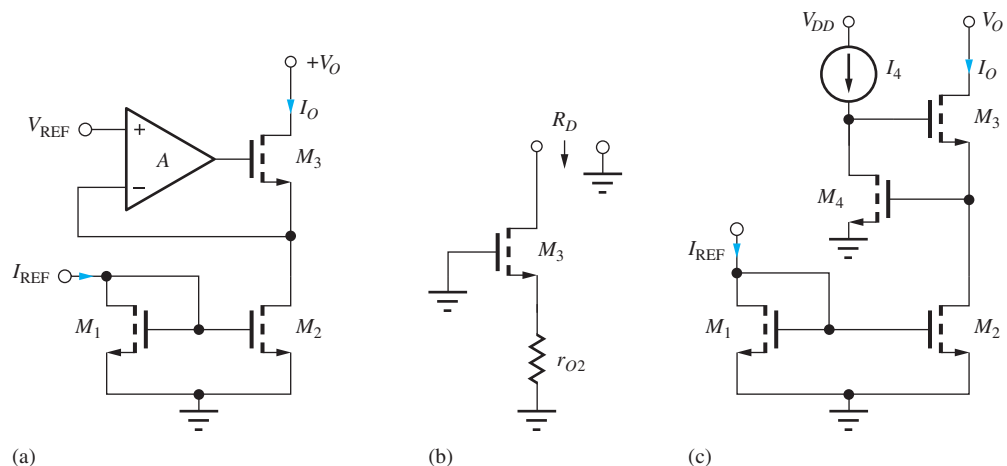 +V_O
I_O
V_REF
+
A
−
M_3
I_REF
M_1
M_2
(a)
R_D
M_3
r_O2
(b)
V_DD
V_O
I_4
I_O
M_3
M_4
I_REF
M_1
M_2
(c)